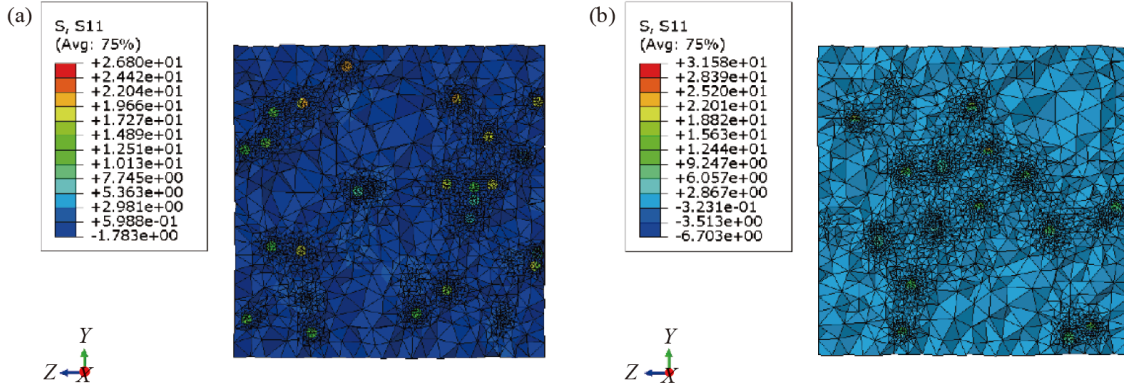 (a)
S, S11
(Avg: 75%)
+2.680e+01
+2.442e+01
+2.204e+01
+1.966e+01
+1.727e+01
+1.489e+01
+1.251e+01
+1.013e+01
+7.745e+00
+5.363e+00
+2.981e+00
+5.988e-01
-1.783e+00
Y
Z
X
(b)
S, S11
(Avg: 75%)
+3.158e+01
+2.839e+01
+2.520e+01
+2.201e+01
+1.882e+01
+1.563e+01
+1.244e+01
+9.247e+00
+6.057e+00
+2.867e+00
-3.231e-01
-3.513e+00
-6.703e+00
Y
Z
X